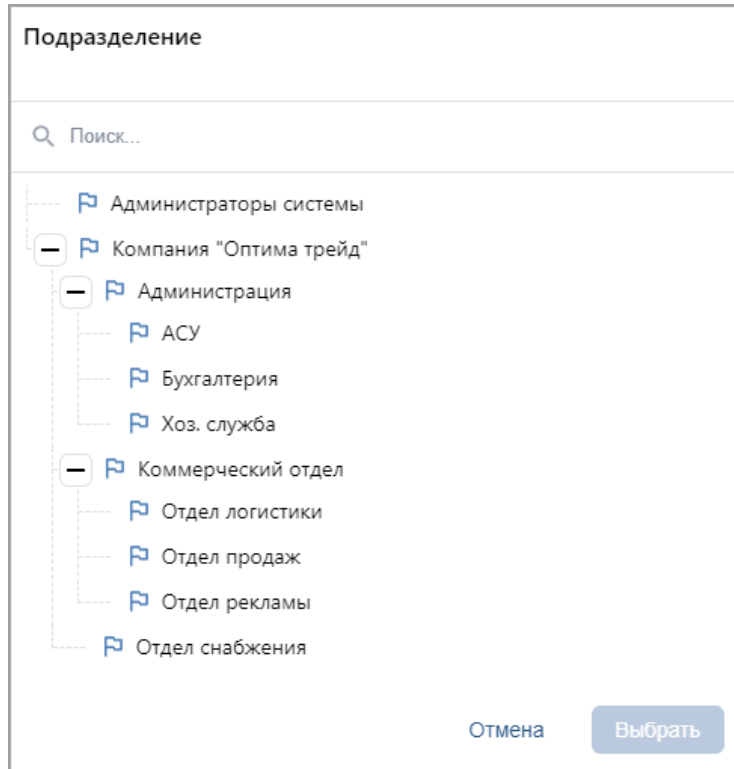 Подразделение
Поиск...
Администраторы системы
Компания "Оптима трейд"
Администрация
АСУ
Бухгалтерия
Хоз. служба
Коммерческий отдел
Отдел логистики
Отдел продаж
Отдел рекламы
Отдел снабжения
Отмена Выбрать